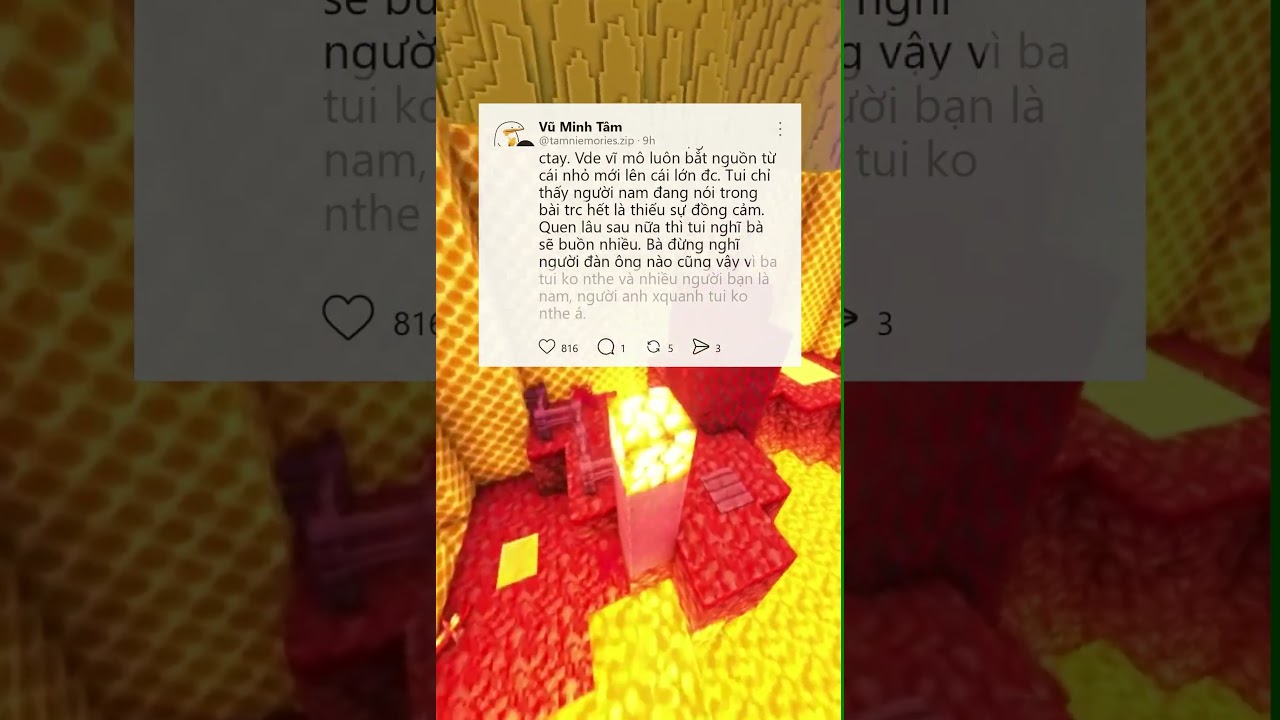 Vũ Minh Tâm
@tamniemories.zip · 9h
ctay. Vde vĩ mô luôn bắt nguồn từ
cái nhỏ mới lên cái lớn đc. Tui chỉ
thấy người nam đang nói trong
bài trc hết là thiếu sự đồng cảm.
Quen lâu sau nữa thì tui nghĩ bà
sẽ buồn nhiều. Bà đừng nghĩ
người đàn ông nào cũng vậy vì ba
tui ko nthe và nhiều người bạn là
nam, người anh xquanh tui ko
nthe á.
816 1 5 3